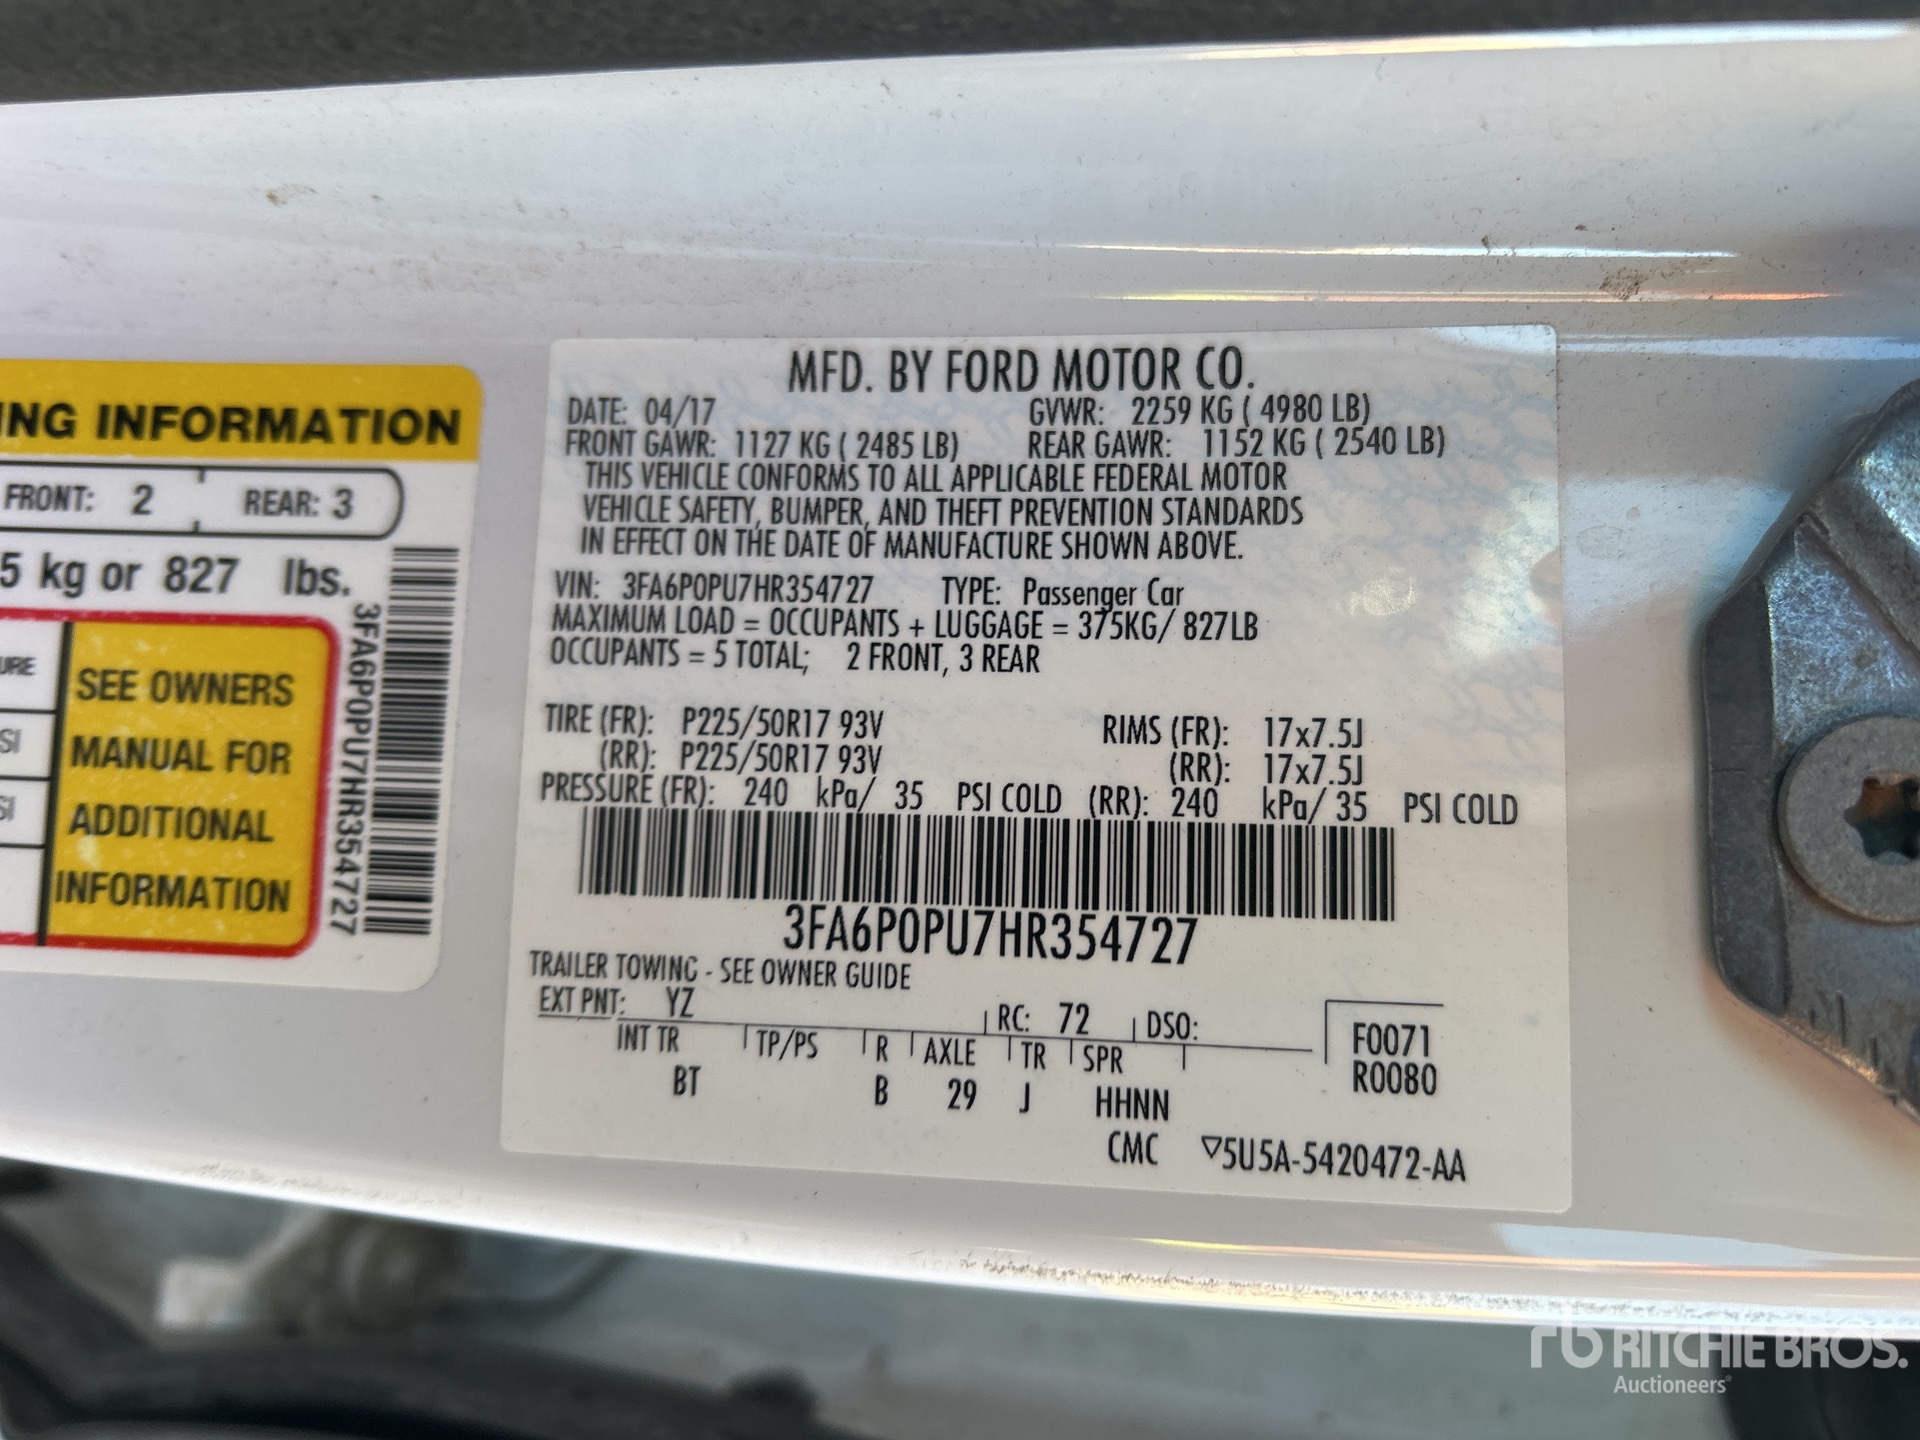 NG INFORMATION
FRONT: 2 REAR: 3
5 kg or 827 lbs.
SEE OWNERS
MANUAL FOR
ADDITIONAL
INFORMATION
3FA6P0PU7HR354727
MFD. BY FORD MOTOR CO.
DATE: 04/17 GVWR: 2259 KG ( 4980 LB)
FRONT GAWR: 1127 KG ( 2485 LB) REAR GAWR: 1152 KG ( 2540 LB)
THIS VEHICLE CONFORMS TO ALL APPLICABLE FEDERAL MOTOR
VEHICLE SAFETY, BUMPER, AND THEFT PREVENTION STANDARDS
IN EFFECT ON THE DATE OF MANUFACTURE SHOWN ABOVE.
VIN: 3FA6P0PU7HR354727 TYPE: Passenger Car
MAXIMUM LOAD = OCCUPANTS + LUGGAGE = 375KG/ 827LB
OCCUPANTS = 5 TOTAL; 2 FRONT, 3 REAR
TIRE (FR): P225/50R17 93V RIMS (FR): 17x7.5J
(RR): P225/50R17 93V (RR): 17x7.5J
PRESSURE (FR): 240 kPa/ 35 PSI COLD (RR): 240 kPa/ 35 PSI COLD
3FA6P0PU7HR354727
TRAILER TOWING - SEE OWNER GUIDE
EXT PNT: YZ RC: 72 DSO:
INT TR TP/PS R AXLE TR SPR
BT B 29 J HHNN
F0071
R0080
CMC ▽5U5A-5420472-AA
rb RITCHIE BROS.
Auctioneers